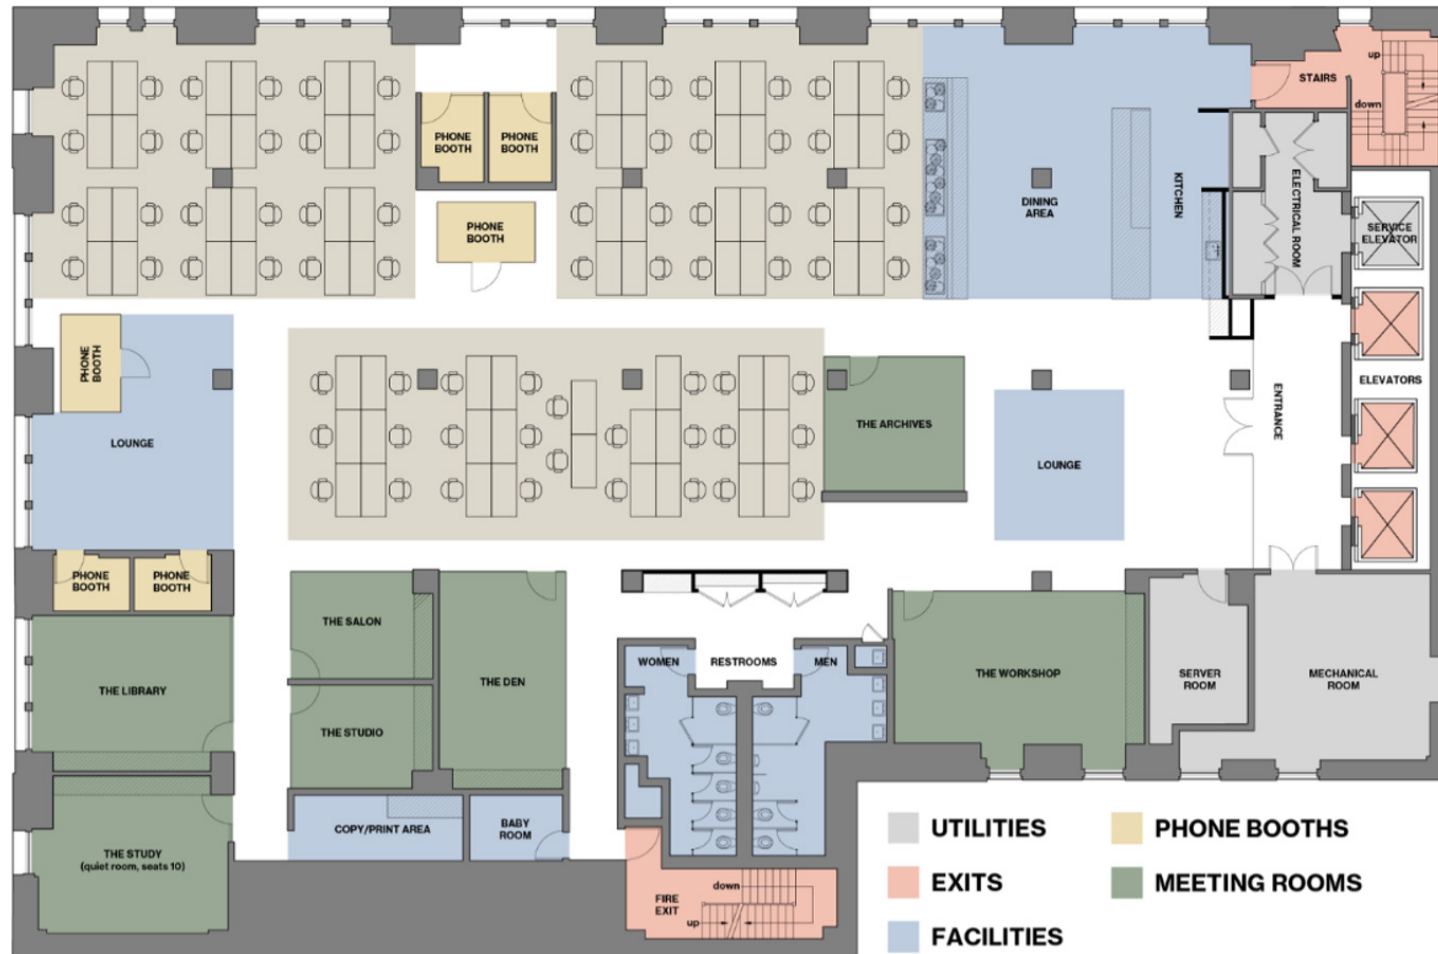 up
STAIRS
down
PHONE
BOOTH
PHONE
BOOTH
PHONE
BOOTH
DINING
AREA
KITCHEN
ELECTRICAL ROOM
SERVICE
ELEVATOR
PHONE
BOOTH
LOUNGE
THE ARCHIVES
LOUNGE
ENTRANCE
ELEVATORS
PHONE
BOOTH
PHONE
BOOTH
THE SALON
THE LIBRARY
THE STUDIO
THE DEN
WOMEN
RESTROOMS
MEN
THE WORKSHOP
SERVER
ROOM
MECHANICAL
ROOM
COPY/PRINT AREA
BABY
ROOM
THE STUDY
(quiet room, seats 10)
FIRE
EXIT
down
up
UTILITIES
PHONE BOOTHS
EXITS
MEETING ROOMS
FACILITIES